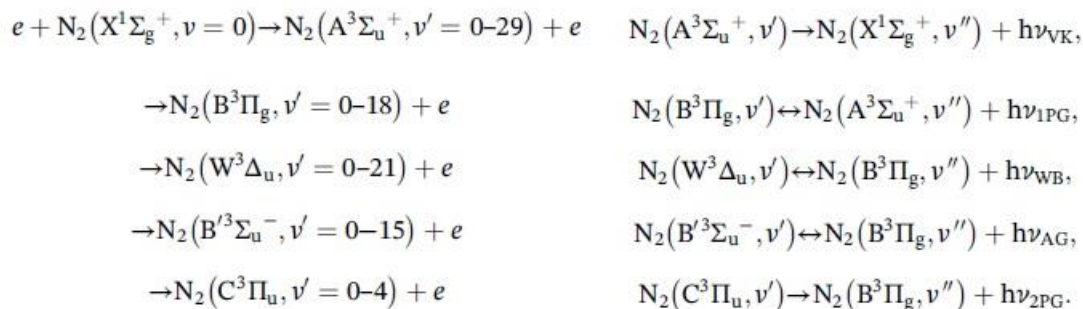 e + N₂(X¹Σg⁺, ν = 0)→N₂(A³Σu⁺, ν′ = 0–29) + e    N₂(A³Σu⁺, ν′)→N₂(X¹Σg⁺, ν″) + hνVK,
→N₂(B³Πg, ν′ = 0–18) + e    N₂(B³Πg, ν′)↔N₂(A³Σu⁺, ν″) + hν1PG,
→N₂(W³Δu, ν′ = 0–21) + e    N₂(W³Δu, ν′)↔N₂(B³Πg, ν″) + hνWB,
→N₂(B′³Σu⁻, ν′ = 0–15) + e    N₂(B′³Σu⁻, ν′)↔N₂(B³Πg, ν″) + hνAG,
→N₂(C³Πu, ν′ = 0–4) + e    N₂(C³Πu, ν′)→N₂(B³Πg, ν″) + hν2PG.